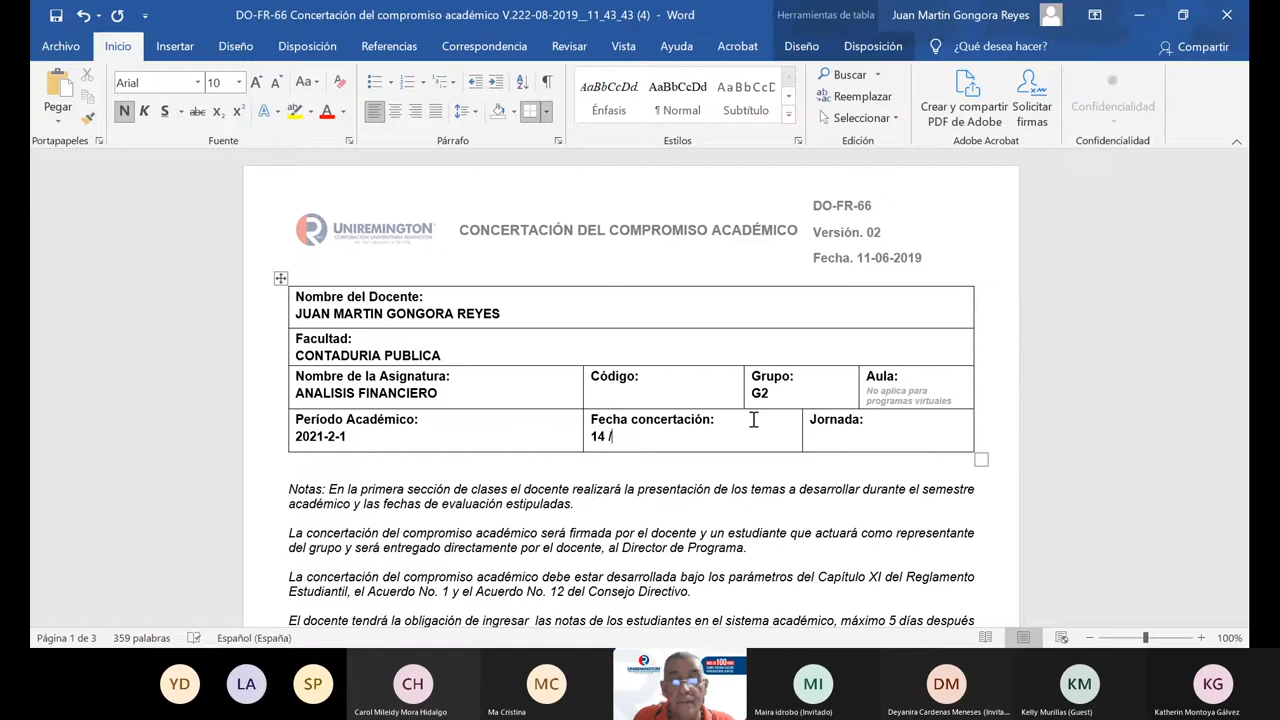 DO-FR-66 Concertación del compromiso académico V.222-08-2019__11_43_43 (4) - Word
Herramientas de tabla
Juan Martin Gongora Reyes
Archivo Inicio Insertar Diseño Disposición Referencias Correspondencia Revisar Vista Ayuda Acrobat Diseño Disposición ¿Qué desea hacer? Compartir
Pegar
Arial 10
Aa
N K S abc x₂ x²
AaBbCcDd. AaBbCcDd AaBbCcD
Énfasis ¶ Normal Subtítulo
Buscar
Reemplazar
Seleccionar
Crear y compartir PDF de Adobe
Solicitar firmas
Confidencialidad
Portapapeles Fuente Párrafo Estilos Edición Adobe Acrobat Confidencialidad
UNIREMINGTON
CORPORACIÓN UNIVERSITARIA REMINGTON
CONCERTACIÓN DEL COMPROMISO ACADÉMICO
DO-FR-66
Versión. 02
Fecha. 11-06-2019
Nombre del Docente:
JUAN MARTIN GONGORA REYES
Facultad:
CONTADURIA PUBLICA
Nombre de la Asignatura:
ANALISIS FINANCIERO
Código:
Grupo:
G2
Aula:
No aplica para
programas virtuales
Período Académico:
2021-2-1
Fecha concertación:
14 /
Jornada:
Notas: En la primera sección de clases el docente realizará la presentación de los temas a desarrollar durante el semestre
académico y las fechas de evaluación estipuladas.
La concertación del compromiso académico será firmada por el docente y un estudiante que actuará como representante
del grupo y será entregado directamente por el docente, al Director de Programa.
La concertación del compromiso académico debe estar desarrollada bajo los parámetros del Capítulo XI del Reglamento
Estudiantil, el Acuerdo No. 1 y el Acuerdo No. 12 del Consejo Directivo.
El docente tendrá la obligación de ingresar las notas de los estudiantes en el sistema académico, máximo 5 días después
Página 1 de 3 359 palabras Español (España) 100%
YD LA SP CH MC MI DM KM KG
UNIREMINGTON
Carol Mileidy Mora Hidalgo Ma Cristina Maira idrobo (Invitado) Deyanira Cardenas Meneses (Invita... Kelly Murillas (Guest) Katherin Montoya Gálvez